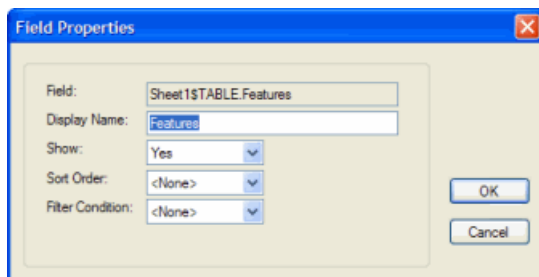 Field Properties
Field: Sheet1$TABLE.Features
Display Name: Features
Show: Yes
Sort Order: <None>
Filter Condition: <None>
OK
Cancel